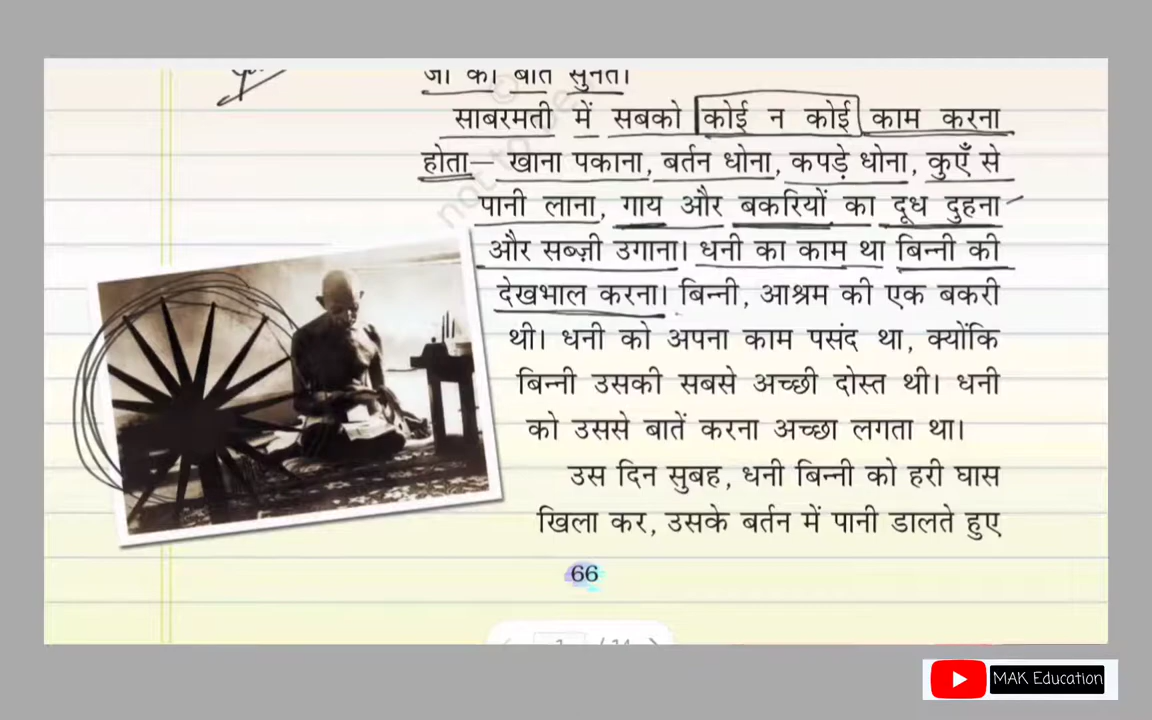 जी की बात सुनते।
साबरमती में सबको कोई न कोई काम करना
होता— खाना पकाना, बर्तन धोना, कपड़े धोना, कुएँ से
पानी लाना, गाय और बकरियों का दूध दुहना
और सब्ज़ी उगाना। धनी का काम था बिन्नी की
देखभाल करना। बिन्नी, आश्रम की एक बकरी
थी। धनी को अपना काम पसंद था, क्योंकि
बिन्नी उसकी सबसे अच्छी दोस्त थी। धनी
को उससे बातें करना अच्छा लगता था।
उस दिन सुबह, धनी बिन्नी को हरी घास
खिला कर, उसके बर्तन में पानी डालते हुए
66
MAK Education